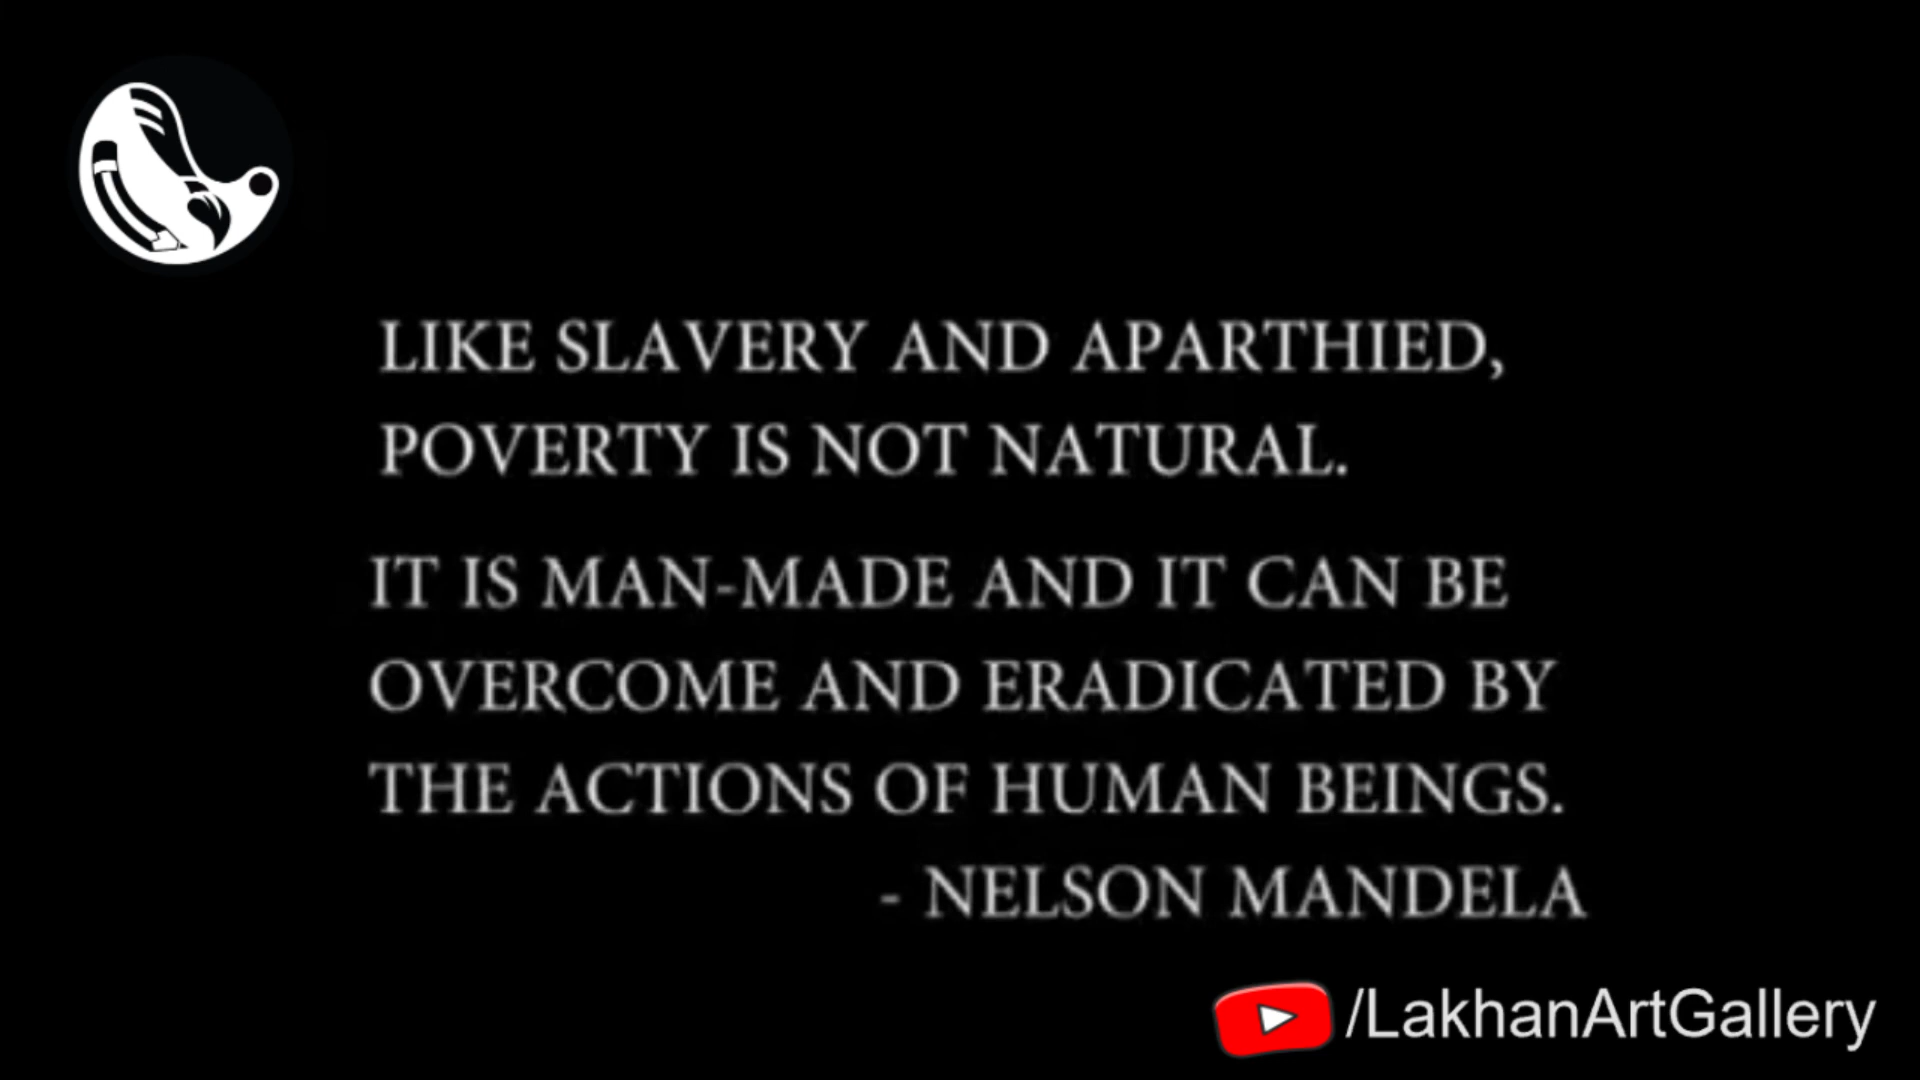 LIKE SLAVERY AND APARTHIED,
POVERTY IS NOT NATURAL.
IT IS MAN-MADE AND IT CAN BE
OVERCOME AND ERADICATED BY
THE ACTIONS OF HUMAN BEINGS.
- NELSON MANDELA
/LakhanArtGallery